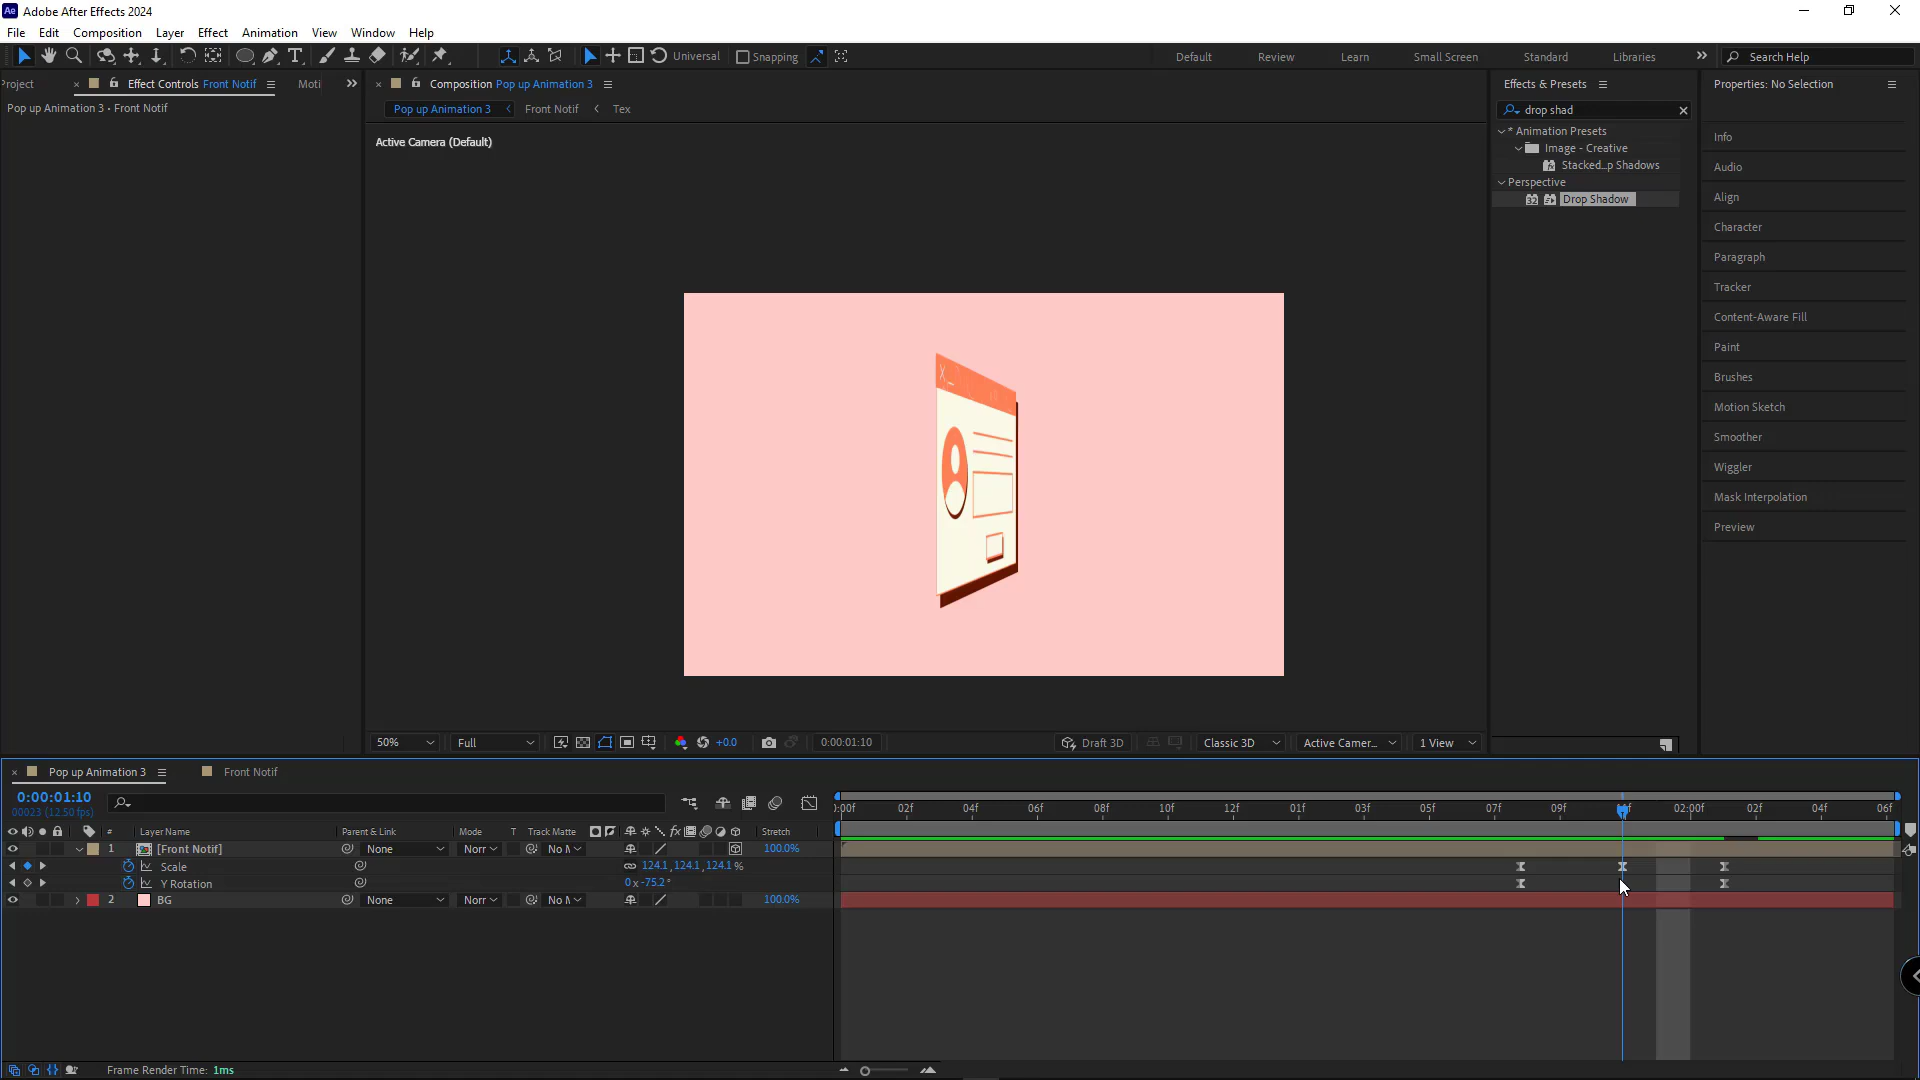 Adobe After Effects 2024
File Edit Composition Layer Effect Animation View Window Help
Universal Snapping Default Review Learn Small Screen Standard Libraries Search Help
Project Effect Controls Front Notif Moti
Pop up Animation 3 • Front Notif
Composition Pop up Animation 3
Pop up Animation 3 Front Notif Tex
Active Camera (Default)
X_
Effects & Presets
drop shad
* Animation Presets
Image - Creative
Stacked...p Shadows
Perspective
32 Drop Shadow
Properties: No Selection
Info
Audio
Align
Character
Paragraph
Tracker
Content-Aware Fill
Paint
Brushes
Motion Sketch
Smoother
Wiggler
Mask Interpolation
Preview
50% Full +0.0 0:00:01:10 Draft 3D Classic 3D Active Camer... 1 View
Pop up Animation 3 Front Notif
0:00:01:10
00023 (12.50 fps)
:00f 02f 04f 06f 08f 10f 12f 01f 03f 05f 07f 09f 02:00f 02f 04f 06f
# Layer Name Parent & Link Mode T Track Matte fx Stretch
1 [Front Notif] None Norr No M 100.0%
Scale 124.1, 124.1, 124.1 %
Y Rotation 0 x -75.2 °
2 BG None Norr No M 100.0%
Frame Render Time: 1ms